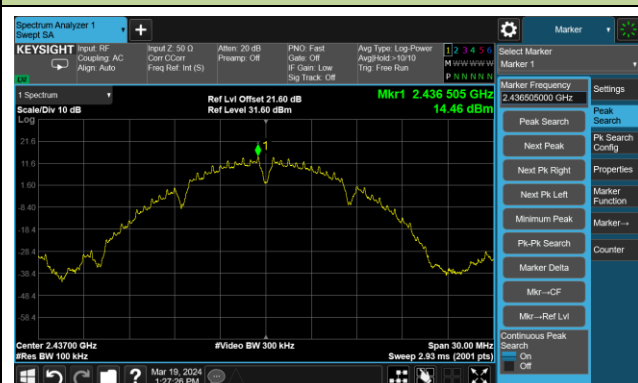 Spectrum Analyzer 1
Swept SA
Marker
KEYSIGHT
Input: RF
Coupling: AC
Align: Auto
Input Z: 50 Ω
Corr CCorr
Freq Ref: Int (S)
Atten: 20 dB
Preamp: Off
PNO: Fast
Gate: Off
IF Gain: Low
Sig Track: Off
Avg Type: Log-Power
Avg|Hold:>10/10
Trig: Free Run
1 2 3 4 5 6
M W W W W W
P N N N N N
LXI
Select Marker
Marker 1
1 Spectrum
Scale/Div 10 dB
Log
Ref Lvl Offset 21.60 dB
Ref Level 31.60 dBm
Mkr1 2.436 505 GHz
14.46 dBm
1
21.6
11.6
1.60
-8.40
-18.4
-28.4
-38.4
-48.4
-58.4
Center 2.43700 GHz
#Res BW 100 kHz
#Video BW 300 kHz
Span 30.00 MHz
Sweep 2.93 ms (2001 pts)
Marker Frequency
2.436505000 GHz
Peak Search
Next Peak
Next Pk Right
Next Pk Left
Minimum Peak
Pk-Pk Search
Marker Delta
Mkr→CF
Mkr→Ref Lvl
Continuous Peak
Search
On
Off
Settings
Peak
Search
Pk Search
Config
Properties
Marker
Function
Marker→
Counter
Mar 19, 2024
1:27:26 PM